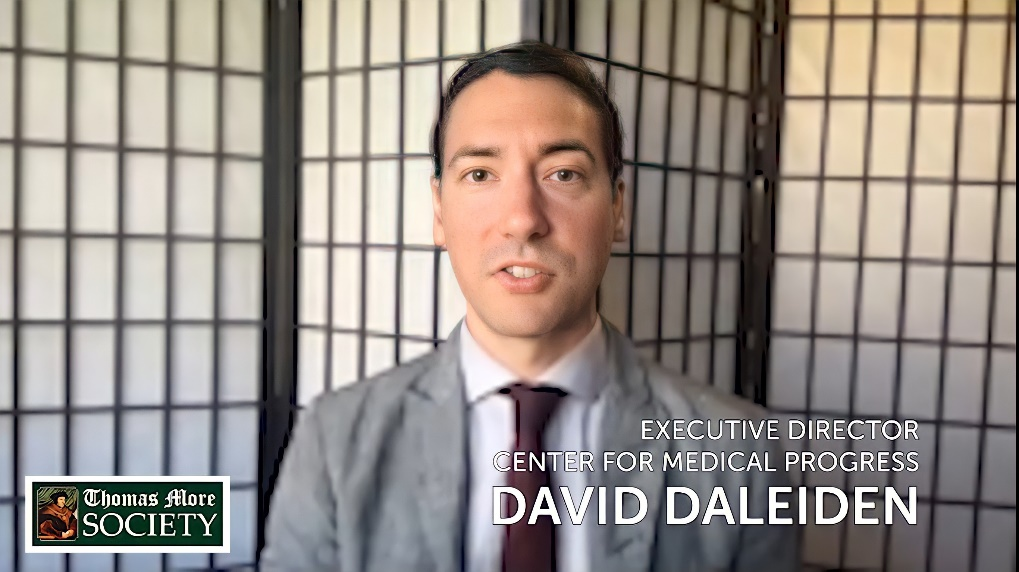 EXECUTIVE DIRECTOR
CENTER FOR MEDICAL PROGRESS
DAVID DALEIDEN
Thomas More
SOCIETY